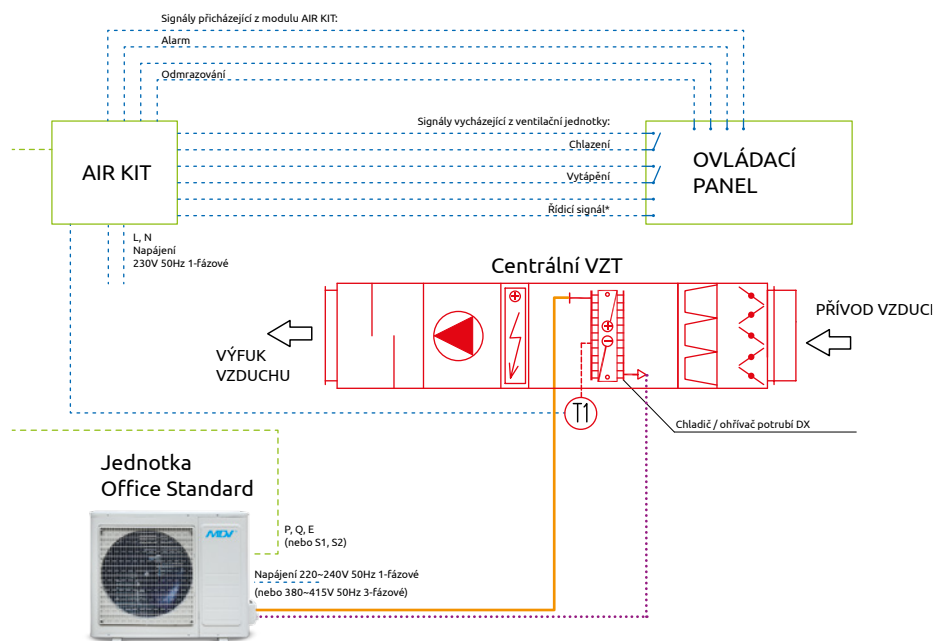 Signály přicházející z modulu AIR KIT:
Alarm
Odmrazování
Signály vycházející z ventilační jednotky:
Chlazení
Vytápění
Řídicí signál*
AIR KIT
OVLÁDACÍ
PANEL
L, N
Napájení
230V 50Hz 1-fázové
Centrální VZT
PŘÍVOD VZDUCH
VÝFUK
VZDUCHU
T1
Chladič / ohřívač potrubí DX
Jednotka
Office Standard
MDV
P, Q, E
(nebo S1, S2)
Napájení 220~240V 50Hz 1-fázové
(nebo 380~415V 50Hz 3-fázové)